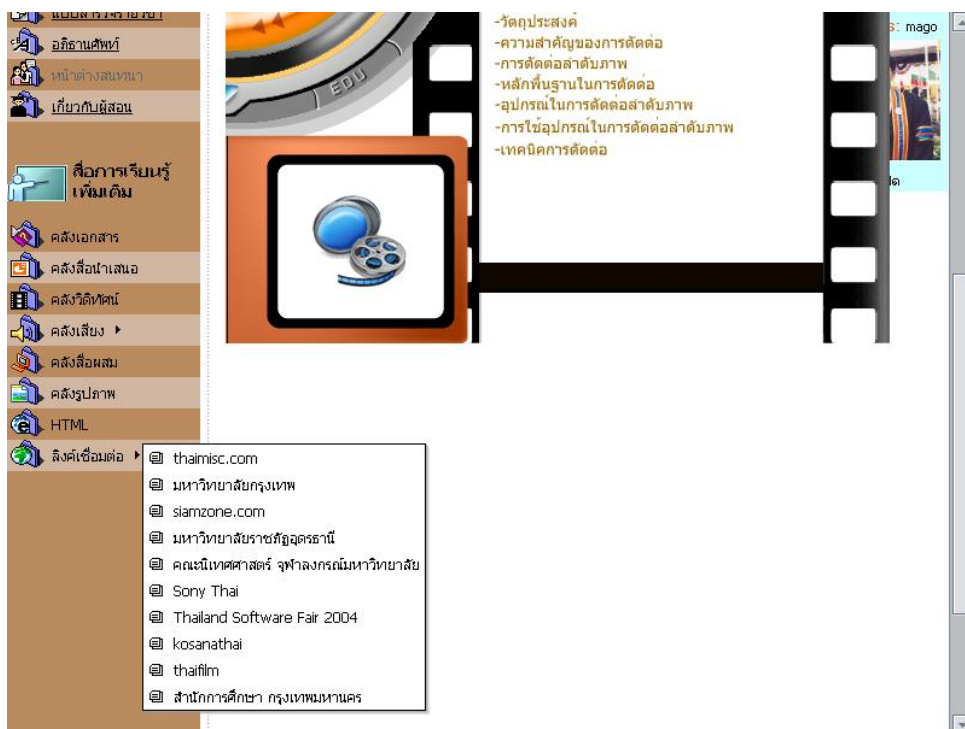 แบบสำรวจรายวิชา
อภิธานศัพท์
หน้าต่างสนทนา
เกี่ยวกับผู้สอน
สื่อการเรียนรู้
เพิ่มเติม
คลังเอกสาร
คลังสื่อนำเสนอ
คลังวิดิทัศน์
คลังเสียง
คลังสื่อผสม
คลังรูปภาพ
HTML
ลิงค์เชื่อมต่อ
thaimisc.com
มหาวิทยาลัยกรุงเทพ
siamzone.com
มหาวิทยาลัยราชภัฏอุดรธานี
คณะนิเทศศาสตร์ จุฬาลงกรณ์มหาวิทยาลัย
Sony Thai
Thailand Software Fair 2004
kosanathai
thaifilm
สำนักการศึกษา กรุงเทพมหานคร
EDU
-วัตถุประสงค์
-ความสำคัญของการตัดต่อ
-การตัดต่อลำดับภาพ
-หลักพื้นฐานในการตัดต่อ
-อุปกรณ์ในการตัดต่อลำดับภาพ
-การใช้อุปกรณ์ในการตัดต่อลำดับภาพ
-เทคนิคการตัดต่อ
mago